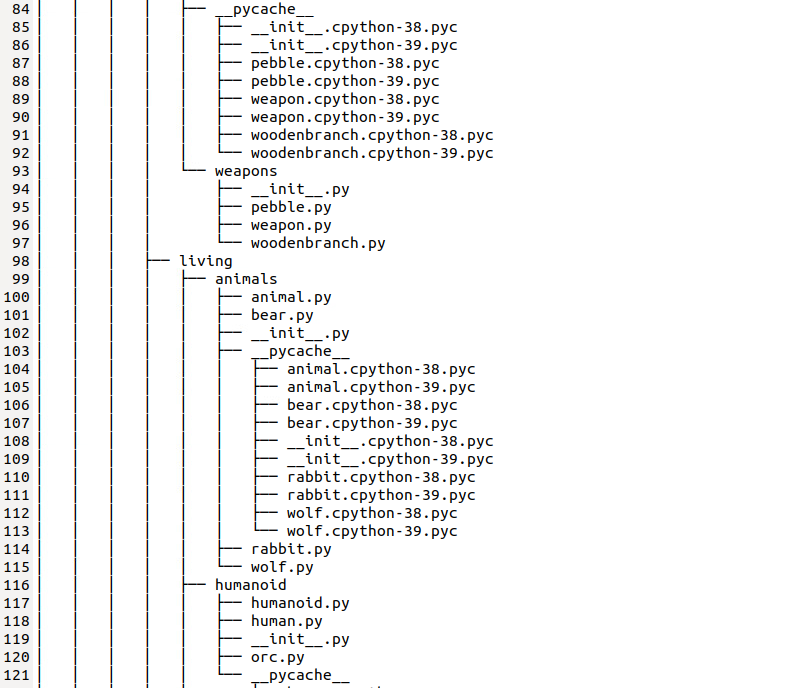 84 │   │   │   │   ├── __pycache__
85 │   │   │   │   │   ├── __init__.cpython-38.pyc
86 │   │   │   │   │   ├── __init__.cpython-39.pyc
87 │   │   │   │   │   ├── pebble.cpython-38.pyc
88 │   │   │   │   │   ├── pebble.cpython-39.pyc
89 │   │   │   │   │   ├── weapon.cpython-38.pyc
90 │   │   │   │   │   ├── weapon.cpython-39.pyc
91 │   │   │   │   │   ├── woodenbranch.cpython-38.pyc
92 │   │   │   │   │   └── woodenbranch.cpython-39.pyc
93 │   │   │   │   └── weapons
94 │   │   │   │       ├── __init__.py
95 │   │   │   │       ├── pebble.py
96 │   │   │   │       ├── weapon.py
97 │   │   │   │       └── woodenbranch.py
98 │   │   │   ├── living
99 │   │   │   │   ├── animals
100 │   │   │   │   │   ├── animal.py
101 │   │   │   │   │   ├── bear.py
102 │   │   │   │   │   ├── __init__.py
103 │   │   │   │   │   ├── __pycache__
104 │   │   │   │   │   │   ├── animal.cpython-38.pyc
105 │   │   │   │   │   │   ├── animal.cpython-39.pyc
106 │   │   │   │   │   │   ├── bear.cpython-38.pyc
107 │   │   │   │   │   │   ├── bear.cpython-39.pyc
108 │   │   │   │   │   │   ├── __init__.cpython-38.pyc
109 │   │   │   │   │   │   ├── __init__.cpython-39.pyc
110 │   │   │   │   │   │   ├── rabbit.cpython-38.pyc
111 │   │   │   │   │   │   ├── rabbit.cpython-39.pyc
112 │   │   │   │   │   │   ├── wolf.cpython-38.pyc
113 │   │   │   │   │   │   └── wolf.cpython-39.pyc
114 │   │   │   │   │   ├── rabbit.py
115 │   │   │   │   │   └── wolf.py
116 │   │   │   │   ├── humanoid
117 │   │   │   │   │   ├── humanoid.py
118 │   │   │   │   │   ├── human.py
119 │   │   │   │   │   ├── __init__.py
120 │   │   │   │   │   ├── orc.py
121 │   │   │   │   │   └── __pycache__